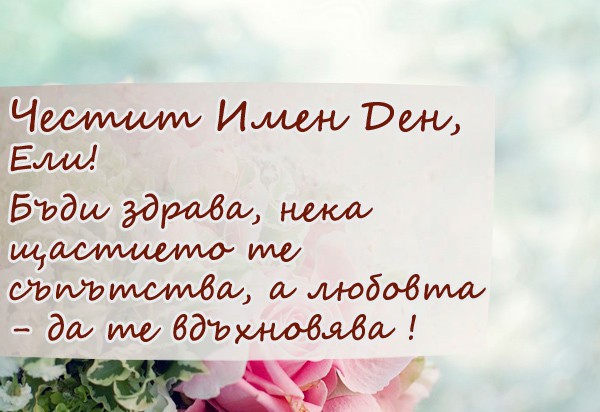 Честит Имен Ден,
Ели!
Бъди здрава, нека
щастието те
съпътства, а любовта
– да те вдъхновява !